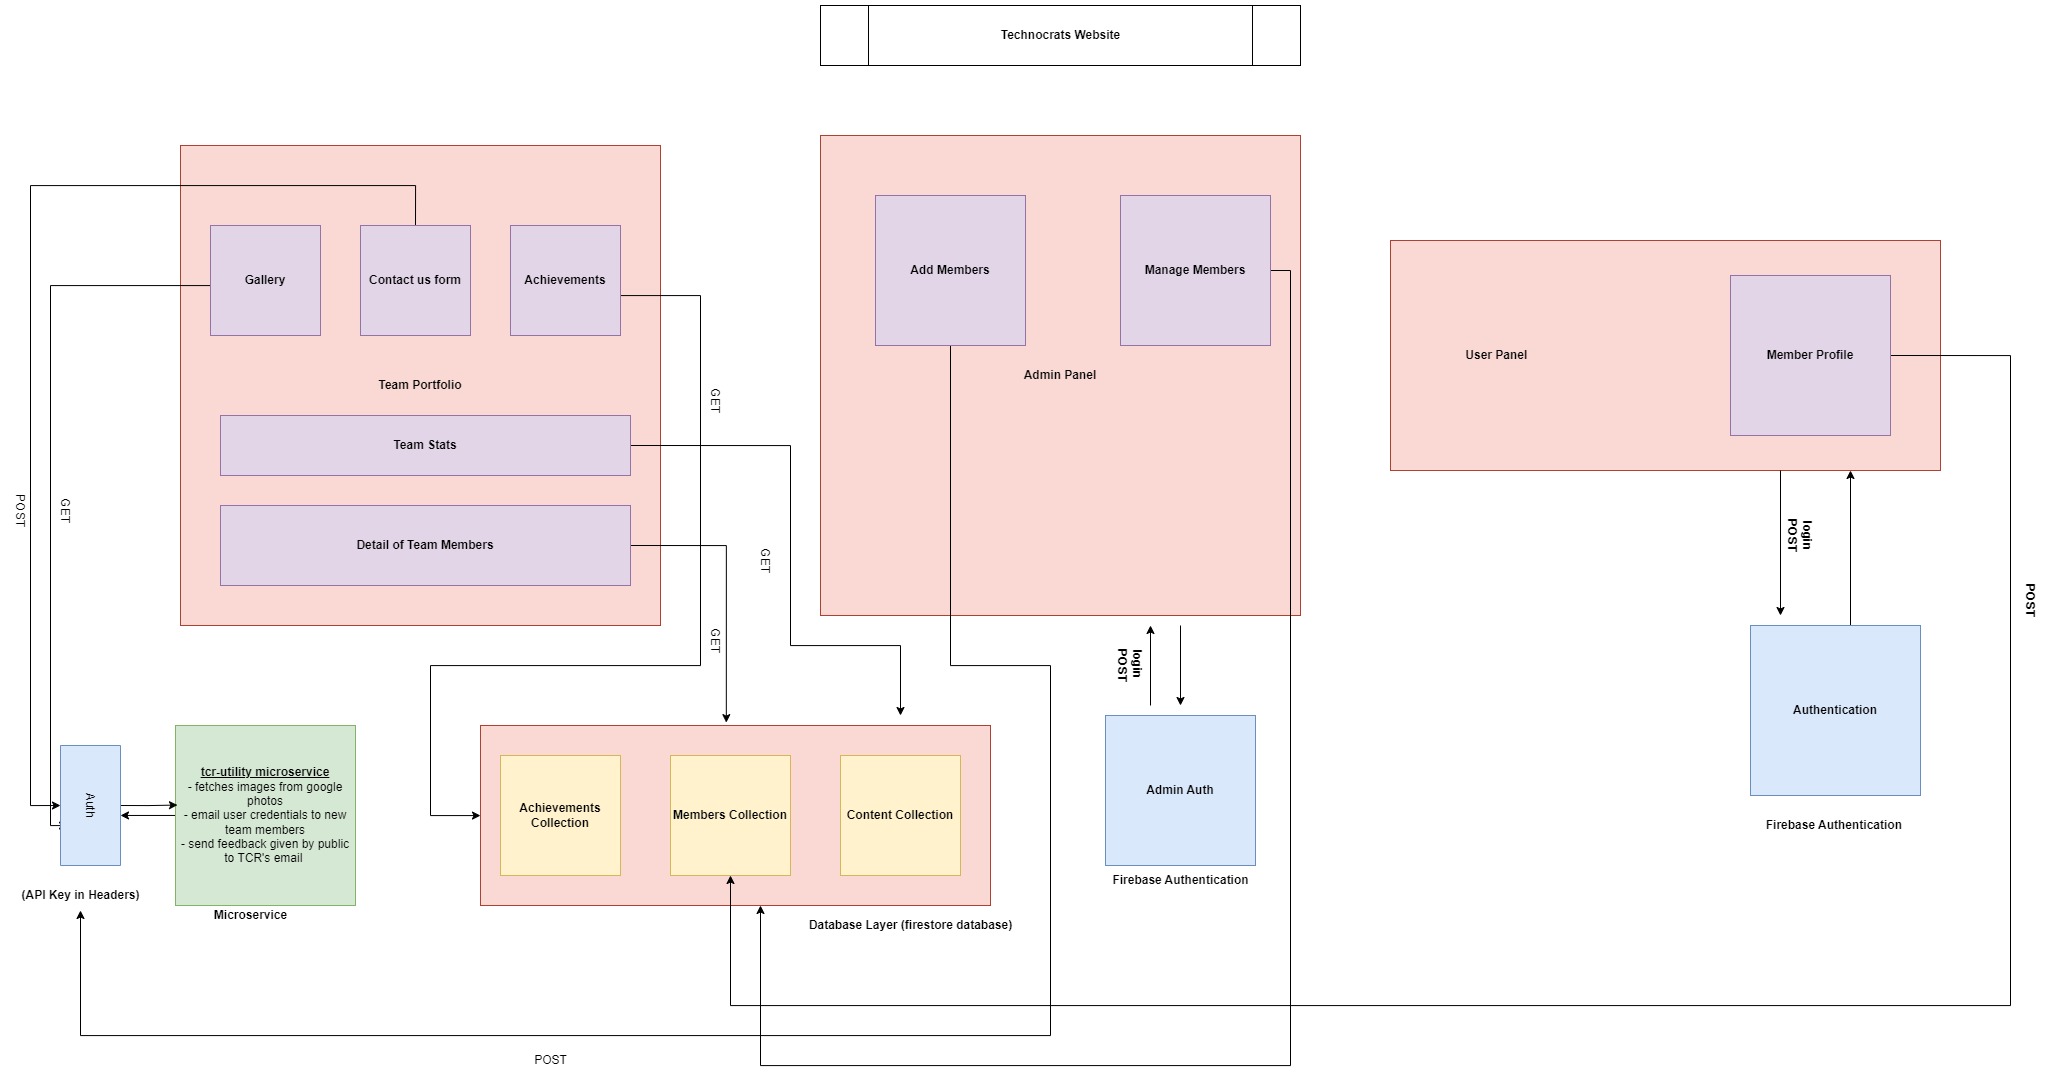 Technocrats Website
Gallery
Contact us form
Achievements
Team Portfolio
Team Stats
Detail of Team Members
Add Members
Manage Members
Admin Panel
User Panel
Member Profile
POST
GET
GET
GET
GET
login
POST
login
POST
POST
Auth
(API Key in Headers)
tcr-utility microservice
- fetches images from google
photos
- email user credentials to new
team members
- send feedback given by public
to TCR's email
Microservice
Achievements
Collection
Members Collection
Content Collection
Database Layer (firestore database)
Admin Auth
Firebase Authentication
Authentication
Firebase Authentication
POST